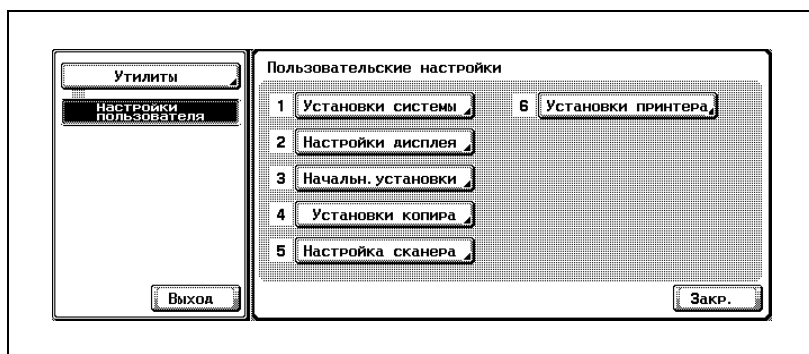 Утилиты
Настройки
пользователя
Выход
Пользовательские настройки
1 Установки системы
2 Настройки дисплея
3 Начальн.установки
4 Установки копира
5 Настройка сканера
6 Установки принтера
Закр.